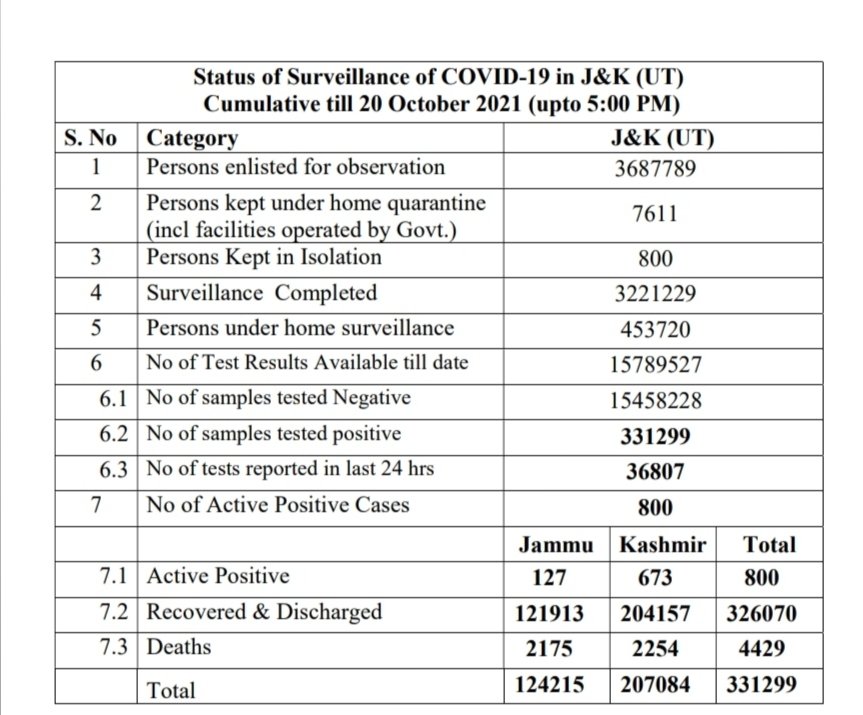 Status of Surveillance of COVID-19 in J&K (UT)
Cumulative till 20 October 2021 (upto 5:00 PM)
S. No Category J&K (UT)
1 Persons enlisted for observation 3687789
2 Persons kept under home quarantine
(incl facilities operated by Govt.) 7611
3 Persons Kept in Isolation 800
4 Surveillance Completed 3221229
5 Persons under home surveillance 453720
6 No of Test Results Available till date 15789527
6.1 No of samples tested Negative 15458228
6.2 No of samples tested positive 331299
6.3 No of tests reported in last 24 hrs 36807
7 No of Active Positive Cases 800
Jammu Kashmir Total
7.1 Active Positive 127 673 800
7.2 Recovered & Discharged 121913 204157 326070
7.3 Deaths 2175 2254 4429
Total 124215 207084 331299